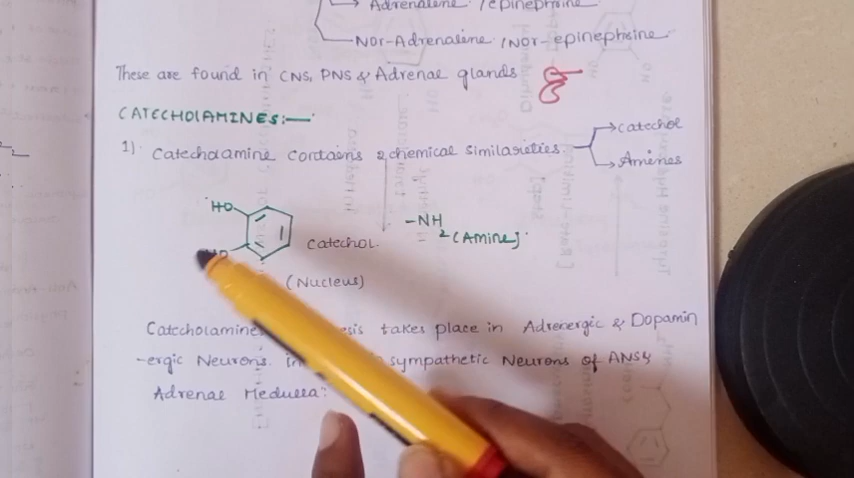 Adrenaline /epinephrine
Nor-Adrenaline /Nor-epinephrine
These are found in CNS, PNS & Adrenal glands
CATECHOLAMINES:—
1). Catecholamine contains 2 chemical similarieties
catechol
Amines
HO
HO
catechol
(Nucleus)
-NH2 (Amine)
Catecholamine takes place in Adrenergic & Dopamin
-ergic Neurons. sympathetic Neurons of ANS &
Adrenal Medulla: